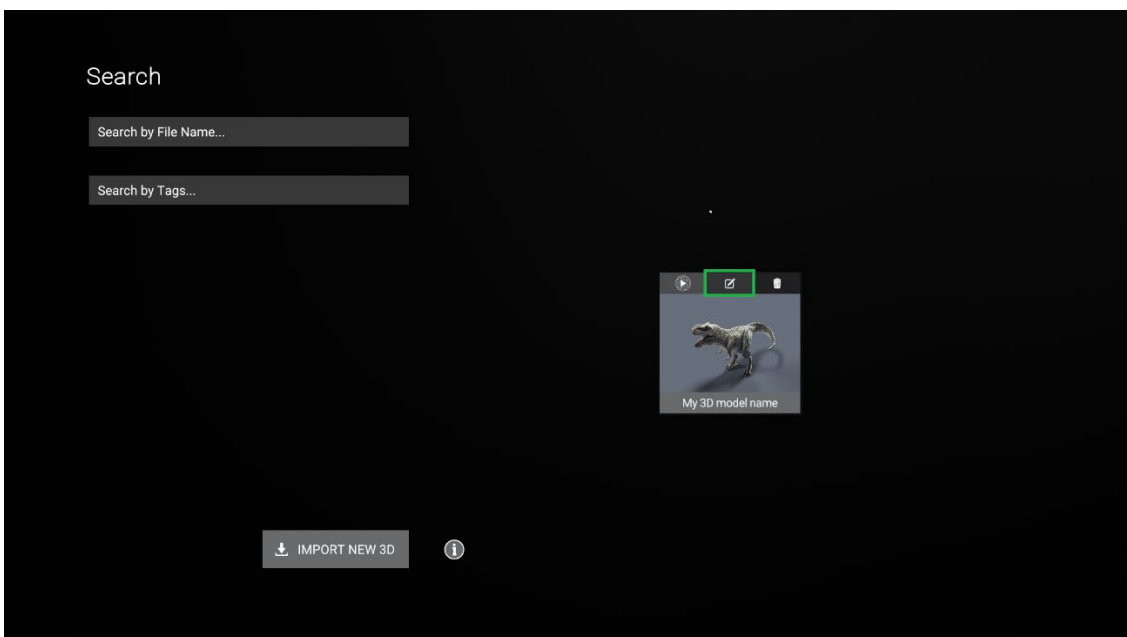 Search
Search by File Name...
Search by Tags...
My 3D model name
IMPORT NEW 3D